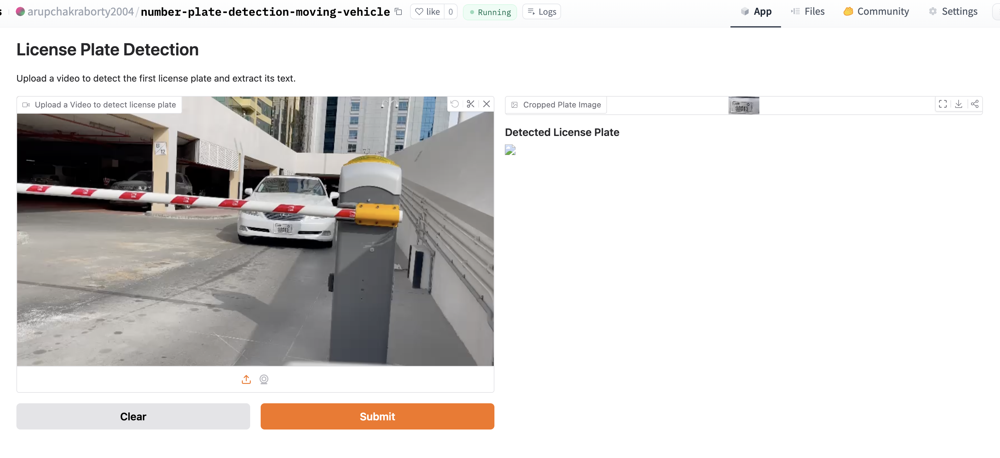 arupchakraborty2004/number-plate-detection-moving-vehicle
like 0
Running
Logs
App
Files
Community
Settings
License Plate Detection
Upload a video to detect the first license plate and extract its text.
Upload a Video to detect license plate
B
12
90043
Cropped Plate Image
90043
Detected License Plate
Clear
Submit